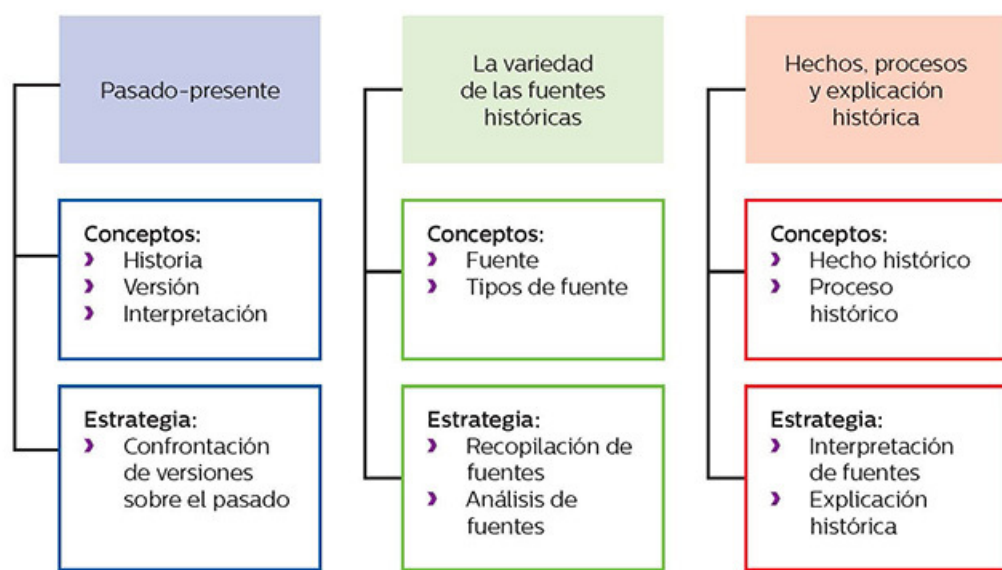 Pasado-presente
Conceptos:
Historia
Versión
Interpretación
Estrategia:
Confrontación
de versiones
sobre el pasado
La variedad
de las fuentes
históricas
Conceptos:
Fuente
Tipos de fuente
Estrategia:
Recopilación de
fuentes
Análisis de
fuentes
Hechos, procesos
y explicación
histórica
Conceptos:
Hecho histórico
Proceso
histórico
Estrategia:
Interpretación
de fuentes
Explicación
histórica